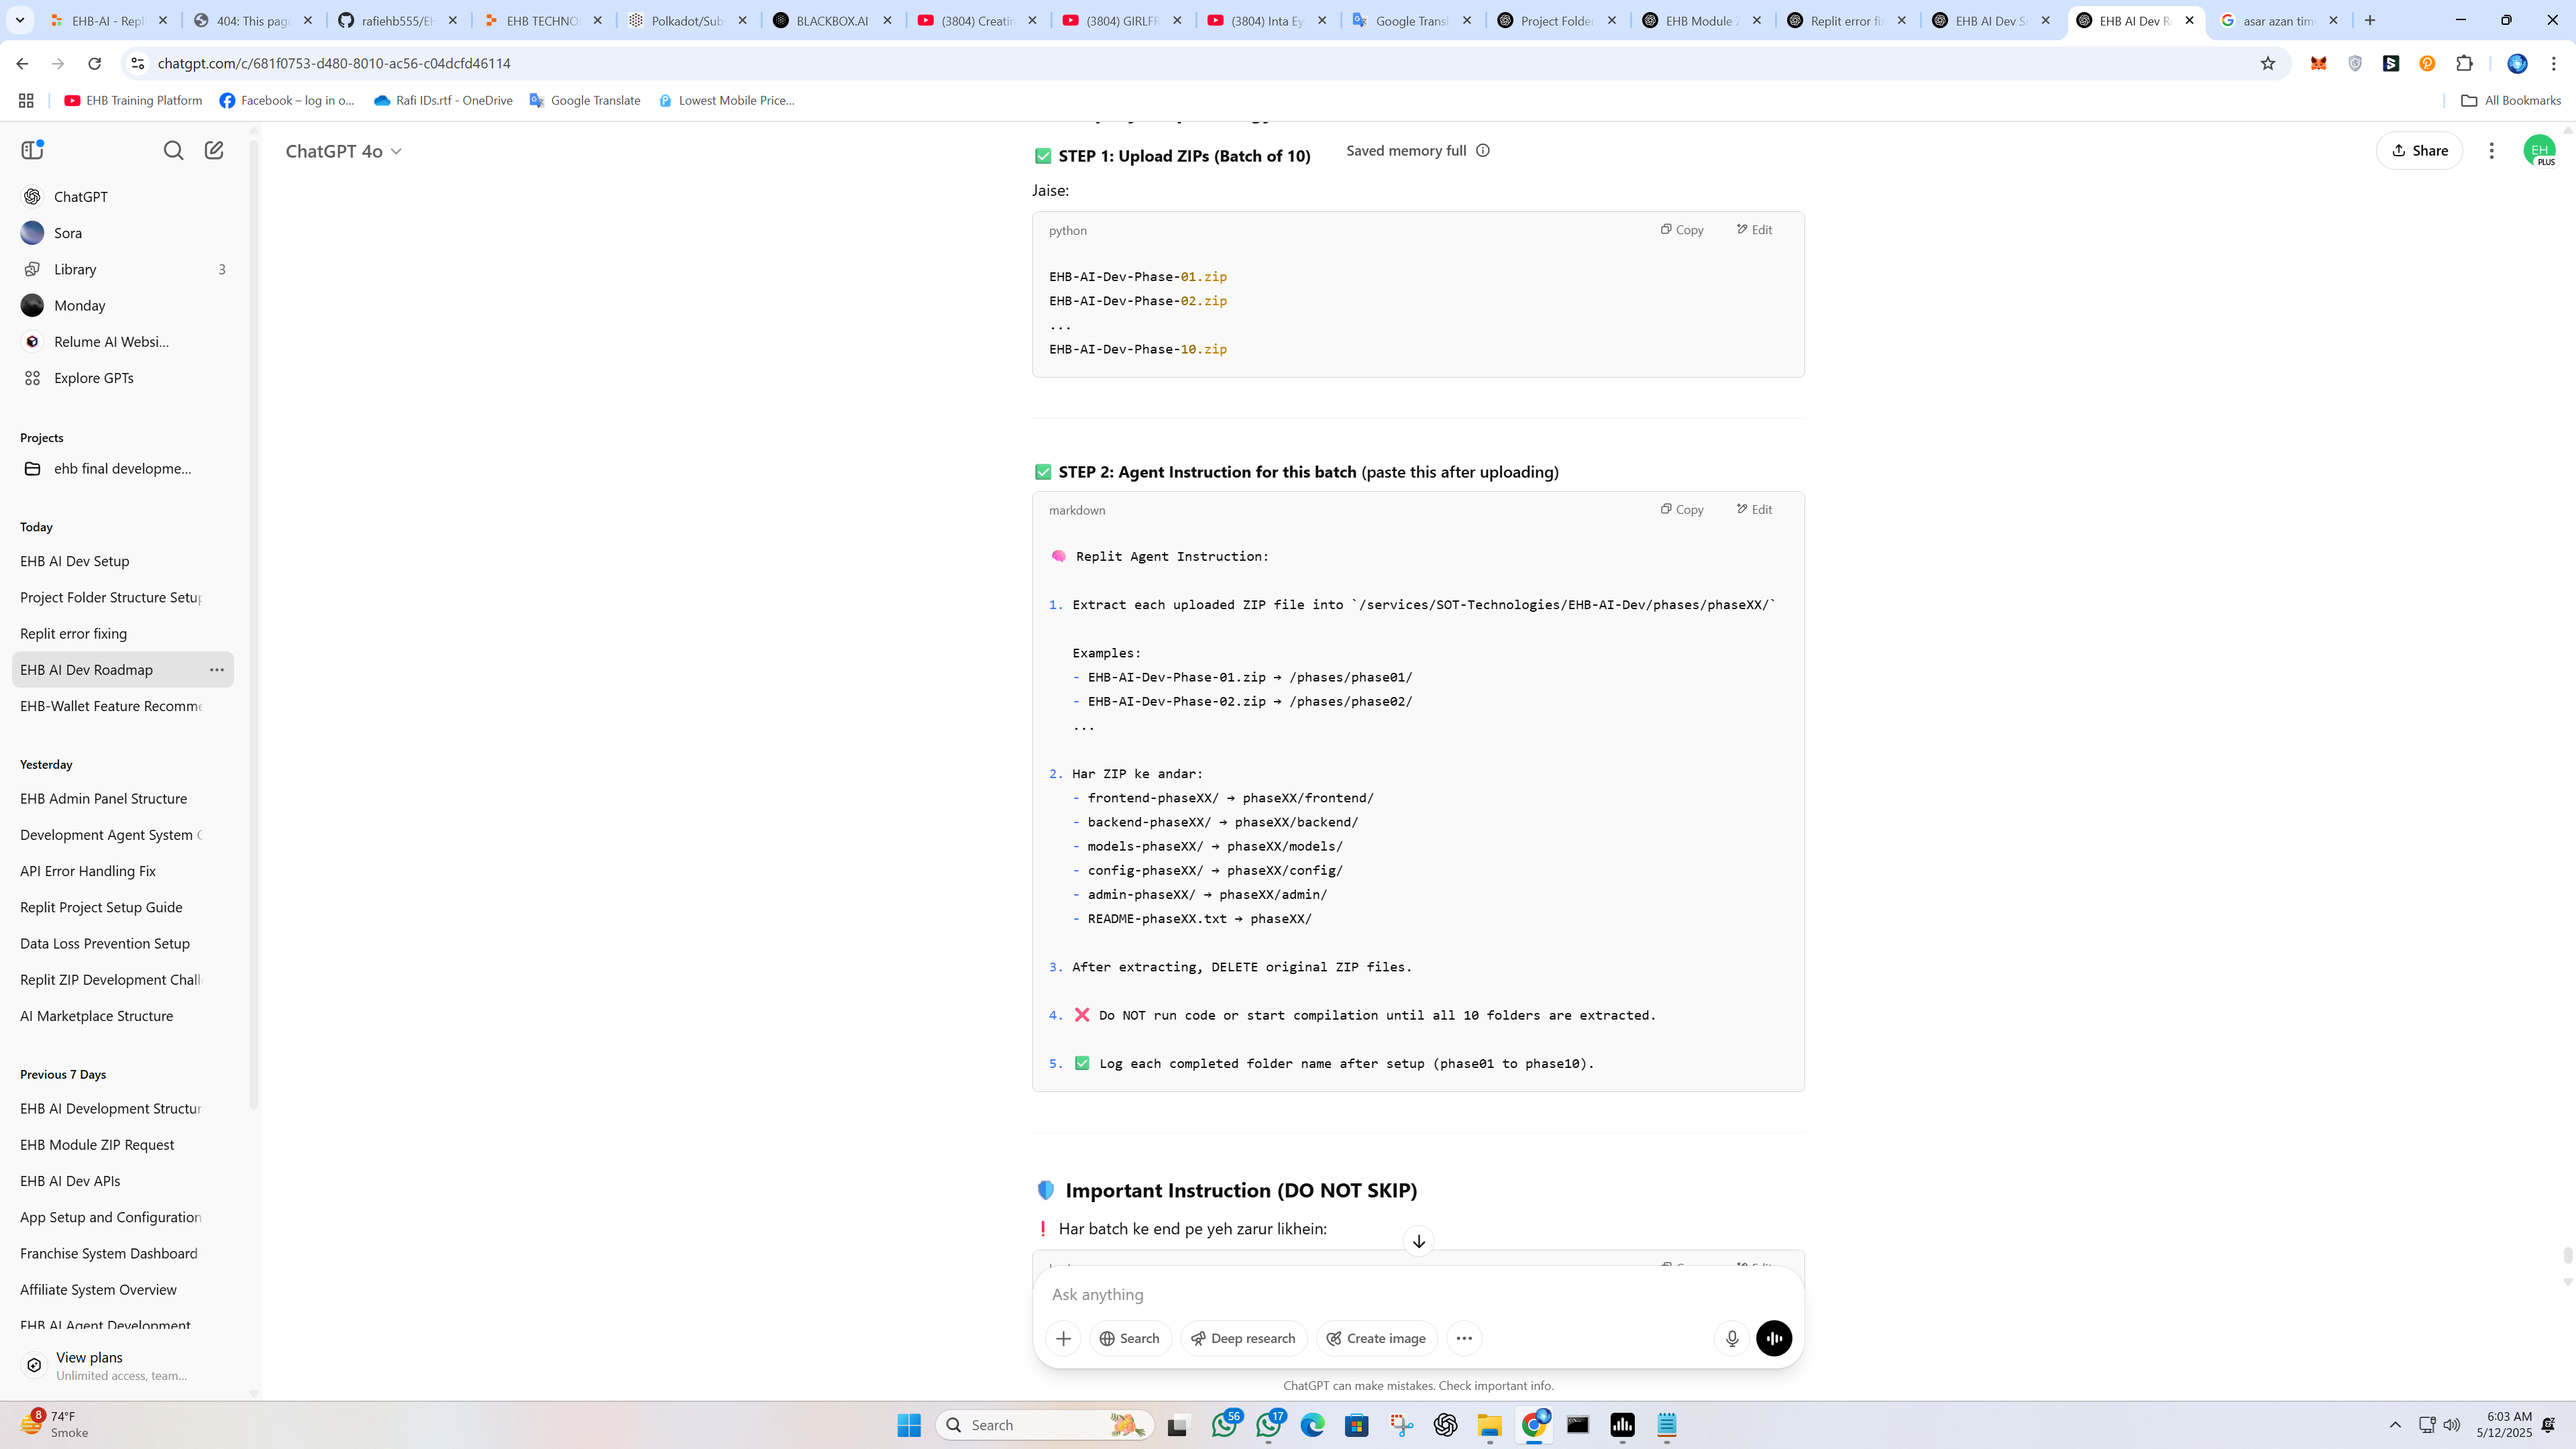 EHB-AI - Repl
404: This pag
rafiehb555/EH
EHB TECHNO
Polkadot/Sub
BLACKBOX.AI
(3804) Creatin
(3804) GIRLFR
(3804) Inta Ey
Google Transl
Project Folder
EHB Module Z
Replit error fi
EHB AI Dev Se
EHB AI Dev R
asar azan tim
chatgpt.com/c/681f0753-d480-8010-ac56-c04dcfd46114
EHB Training Platform
Facebook – log in o...
Rafi IDs.rtf - OneDrive
Google Translate
Lowest Mobile Price...
All Bookmarks
ChatGPT 4o
Saved memory full
Share
EH
PLUS
ChatGPT
Sora
Library 3
Monday
Relume AI Websi...
Explore GPTs
Projects
ehb final developme...
Today
EHB AI Dev Setup
Project Folder Structure Setup
Replit error fixing
EHB AI Dev Roadmap
EHB-Wallet Feature Recomme
Yesterday
EHB Admin Panel Structure
Development Agent System
API Error Handling Fix
Replit Project Setup Guide
Data Loss Prevention Setup
Replit ZIP Development Chall
AI Marketplace Structure
Previous 7 Days
EHB AI Development Structur
EHB Module ZIP Request
EHB AI Dev APIs
App Setup and Configuration
Franchise System Dashboard
Affiliate System Overview
EHB AI Agent Development
View plans
Unlimited access, team...
✅ STEP 1: Upload ZIPs (Batch of 10)
Jaise:
python Copy Edit
EHB-AI-Dev-Phase-01.zip
EHB-AI-Dev-Phase-02.zip
...
EHB-AI-Dev-Phase-10.zip
✅ STEP 2: Agent Instruction for this batch (paste this after uploading)
markdown Copy Edit
🧠 Replit Agent Instruction:
1. Extract each uploaded ZIP file into `/services/SOT-Technologies/EHB-AI-Dev/phases/phaseXX/`
Examples:
- EHB-AI-Dev-Phase-01.zip → /phases/phase01/
- EHB-AI-Dev-Phase-02.zip → /phases/phase02/
...
2. Har ZIP ke andar:
- frontend-phaseXX/ → phaseXX/frontend/
- backend-phaseXX/ → phaseXX/backend/
- models-phaseXX/ → phaseXX/models/
- config-phaseXX/ → phaseXX/config/
- admin-phaseXX/ → phaseXX/admin/
- README-phaseXX.txt → phaseXX/
3. After extracting, DELETE original ZIP files.
4. ❌ Do NOT run code or start compilation until all 10 folders are extracted.
5. ✅ Log each completed folder name after setup (phase01 to phase10).
🛡️ Important Instruction (DO NOT SKIP)
❗ Har batch ke end pe yeh zarur likhein:
Ask anything
Search
Deep research
Create image
ChatGPT can make mistakes. Check important info.
8
74°F
Smoke
Search
56
17
6:03 AM
5/12/2025